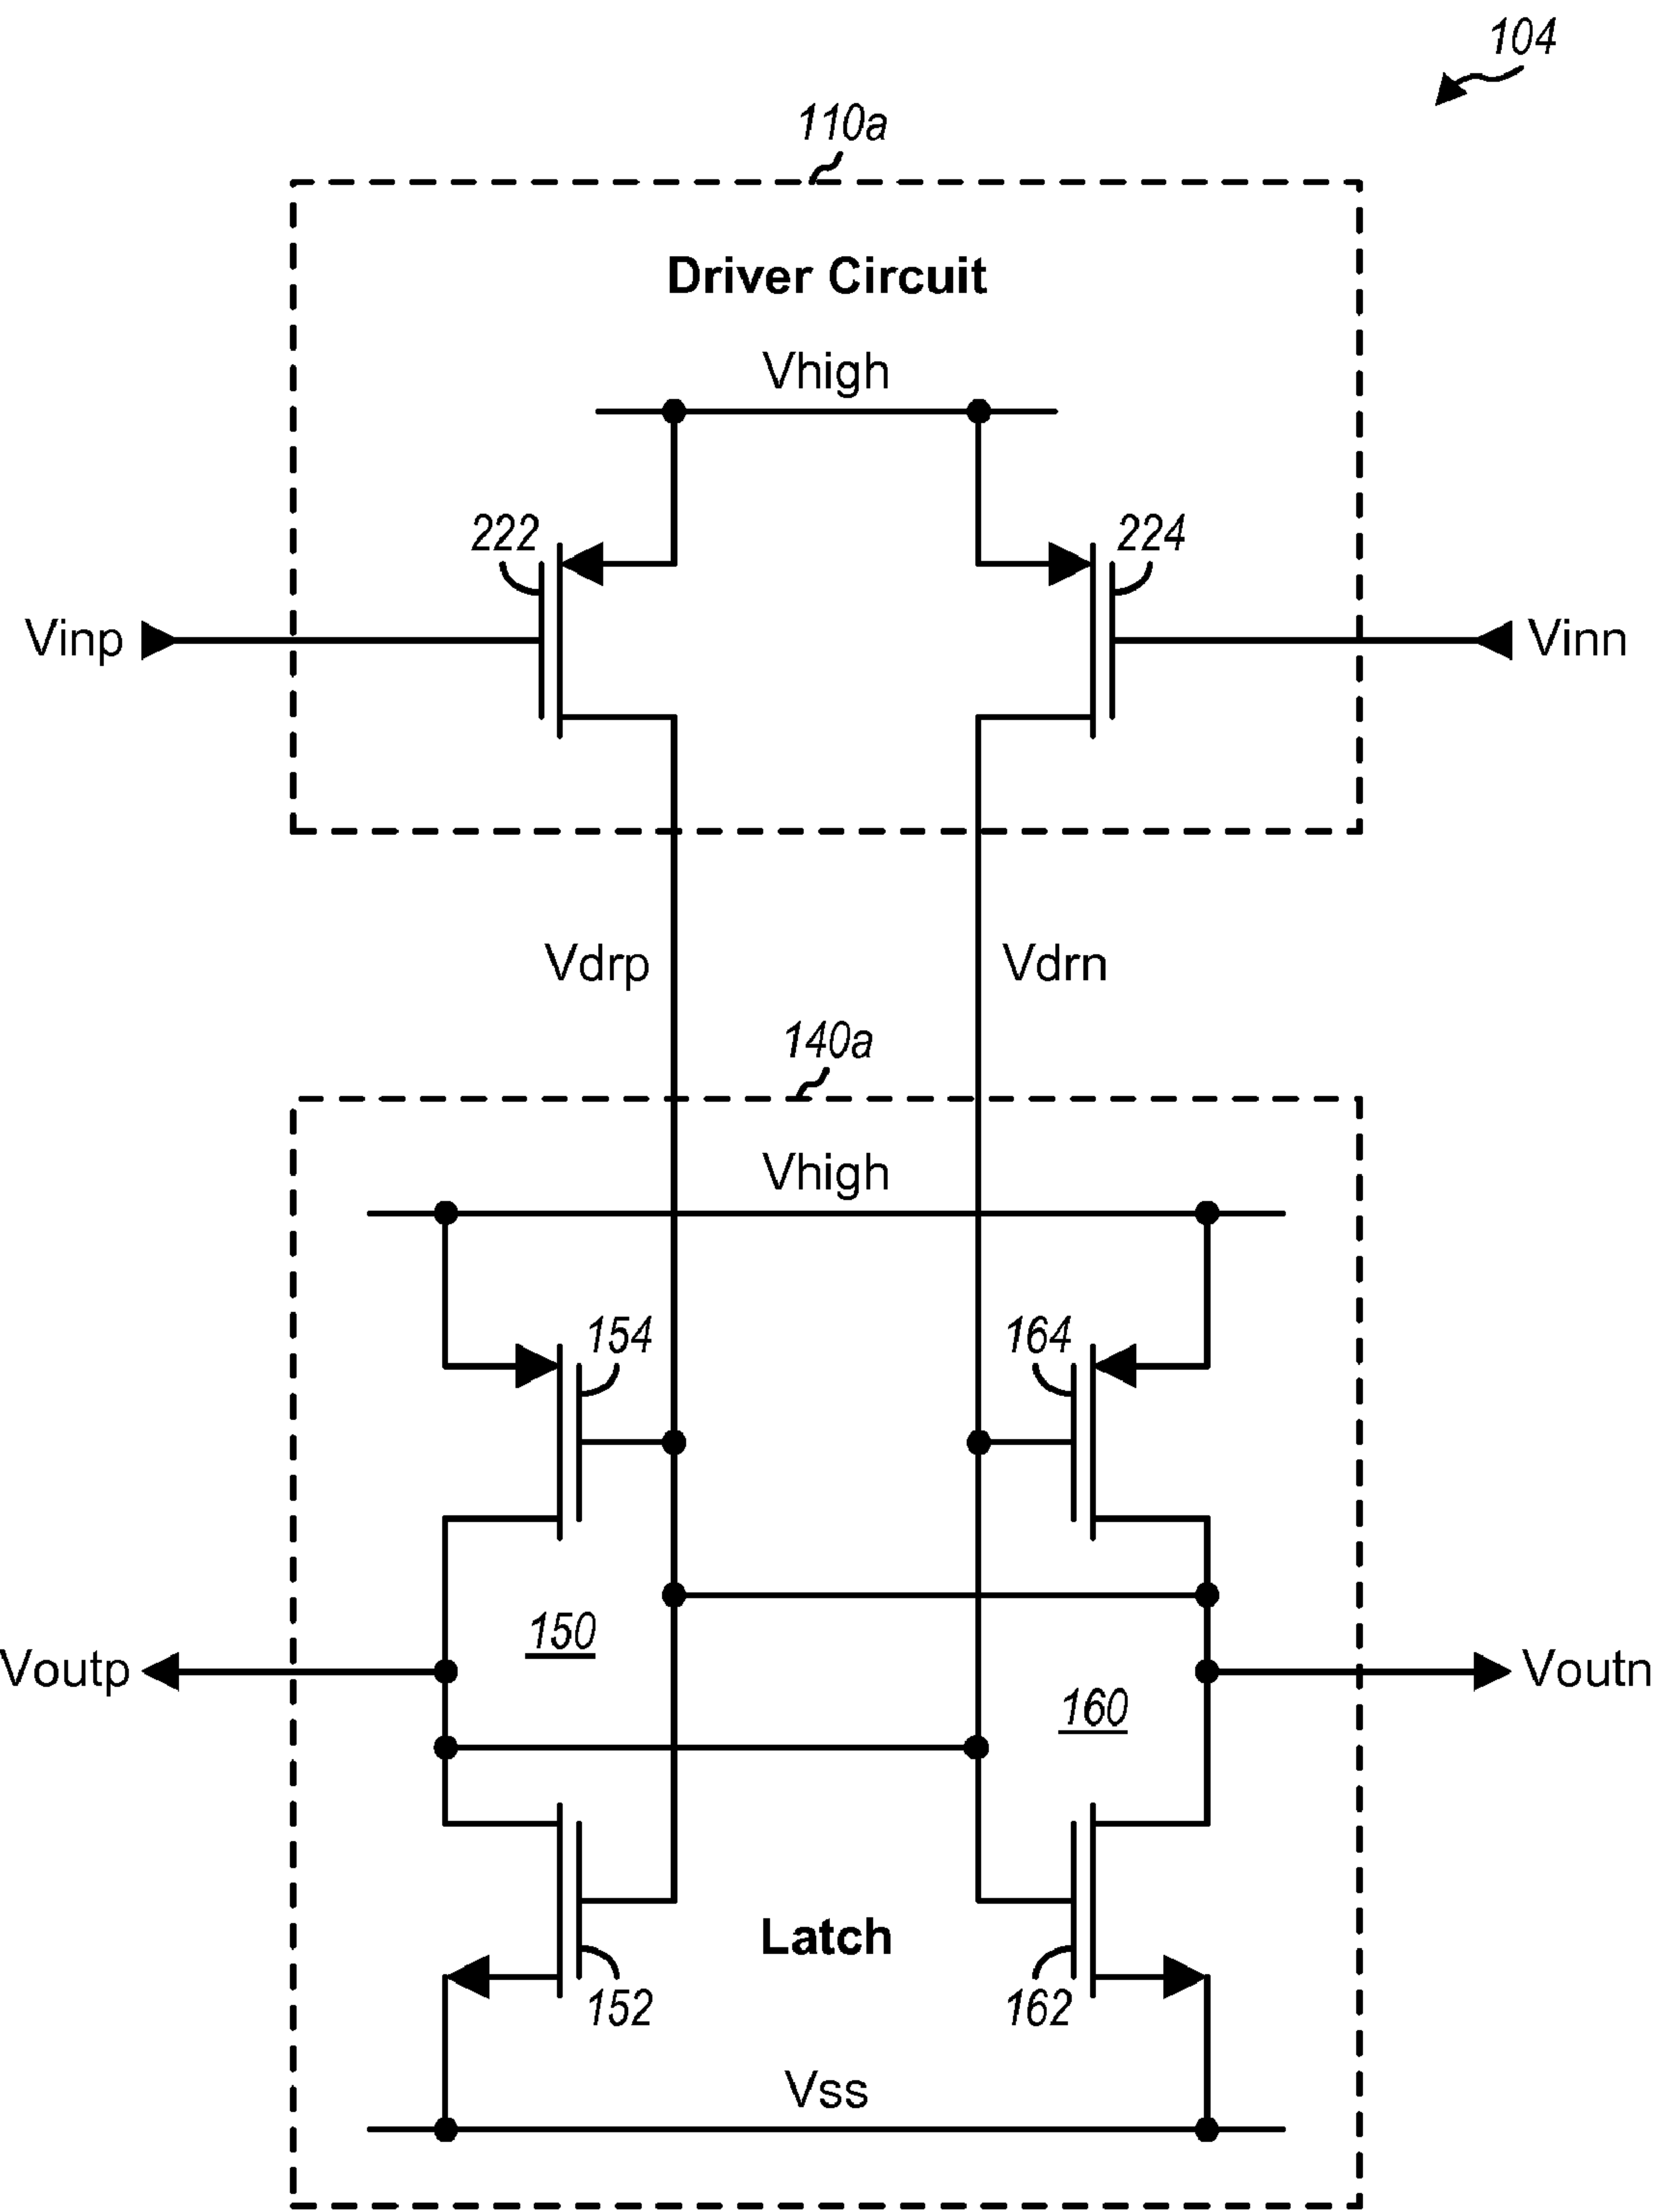 104
110a
Driver Circuit
Vhigh
222
224
Vinp
Vinn
Vdrp
Vdrn
140a
Vhigh
154
164
150
Voutp
Voutn
160
Latch
152
162
Vss